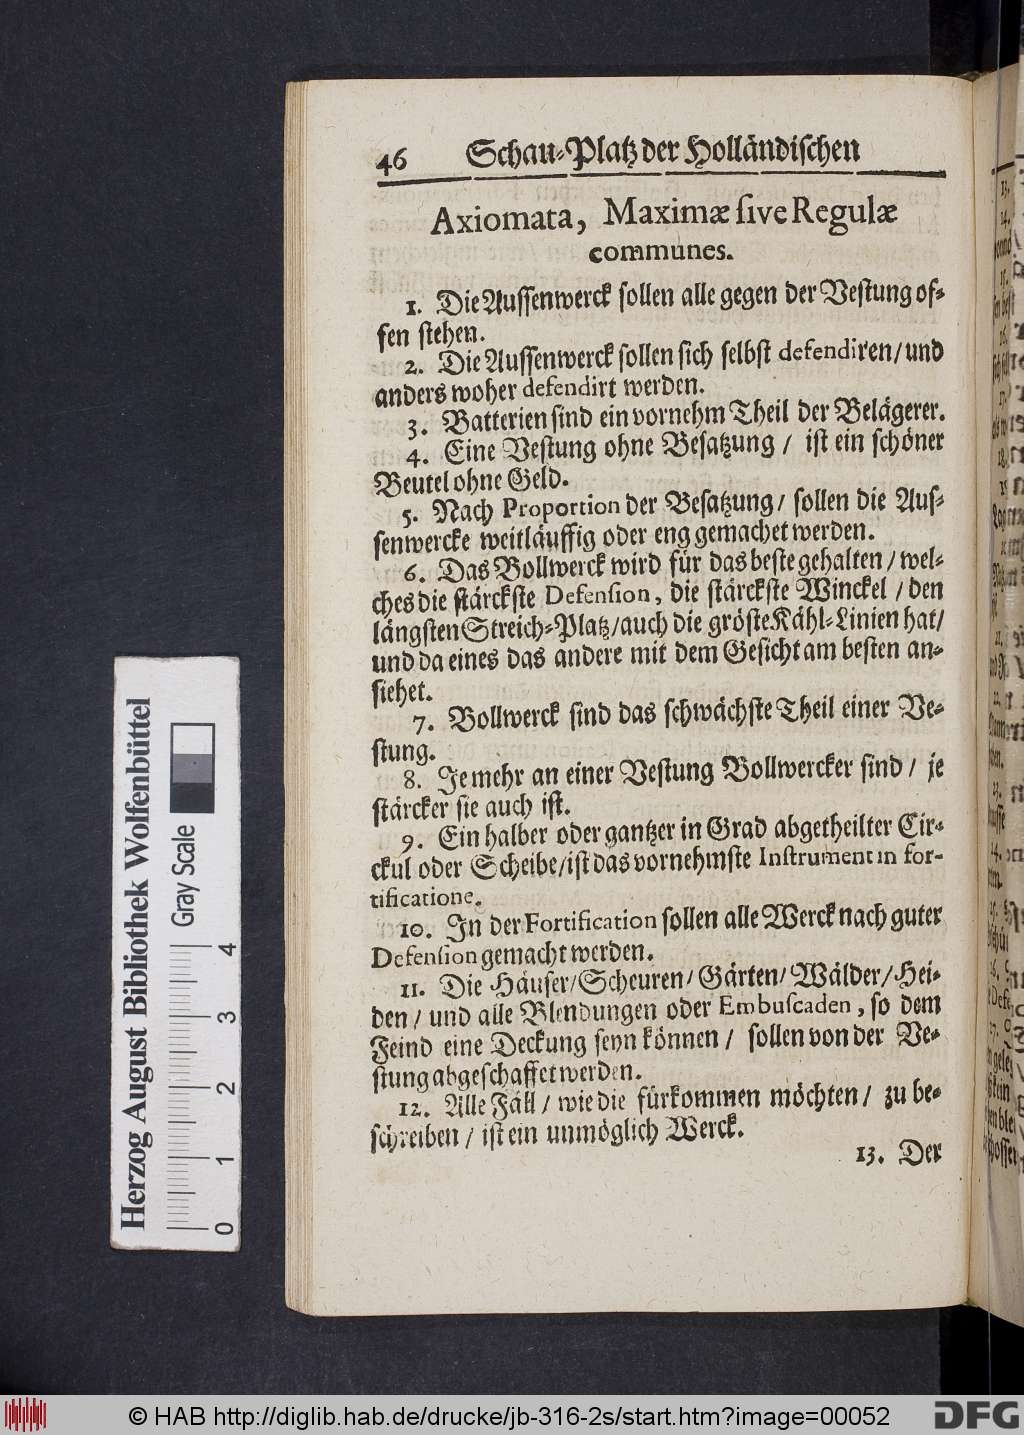 46 Schau-Platz der Holländischen
Axiomata, Maximæ ſive Regulæ
communes.
1. Die Auſſenwerck ſollen alle gegen der Veſtung of-
fen ſtehen.
2. Die Auſſenwerck ſollen ſich ſelbſt defendiren/ und
anders woher defendirt werden.
3. Batterien ſind ein vornehm Theil der Belägerer.
4. Eine Veſtung ohne Beſatzung / iſt ein ſchöner
Beutel ohne Geld.
5. Nach Proportion der Beſatzung / ſollen die Auſ-
ſenwercke weitläuffig oder eng gemachet werden.
6. Das Bollwerck wird für das beſte gehalten / wel-
ches die ſtärckſte Defenſion, die ſtärckſte Winckel / den
längſten Streich-Platz/ auch die gröſte Kähl-Linien hat/
und da eines das andere mit dem Geſicht am beſten an-
ſiehet.
7. Bollwerck ſind das ſchwächſte Theil einer Ve-
ſtung.
8. Je mehr an einer Veſtung Bollwercker ſind / je
ſtärcker ſie auch iſt.
9. Ein halber oder gantzer in Grad abgetheilter Cir-
ckul oder Scheibe/ iſt das vornehmſte Inſtrument in for-
tificatione.
10. In der Fortification ſollen alle Werck nach guter
Defenſion gemacht werden.
11. Die Häuſer/ Scheuren/ Gärten/ Wälder/ Hei-
den / und alle Blendungen oder Embuſcaden, ſo dem
Feind eine Deckung ſeyn können / ſollen von der Ve-
ſtung abgeſchaffet werden.
12. Alle Fäll / wie die fürkommen möchten / zu be-
ſchreiben / iſt ein unmöglich Werck.
13. Der
Herzog August Bibliothek Wolfenbüttel
Gray Scale
0 1 2 3 4
© HAB http://diglib.hab.de/drucke/jb-316-2s/start.htm?image=00052
DFG